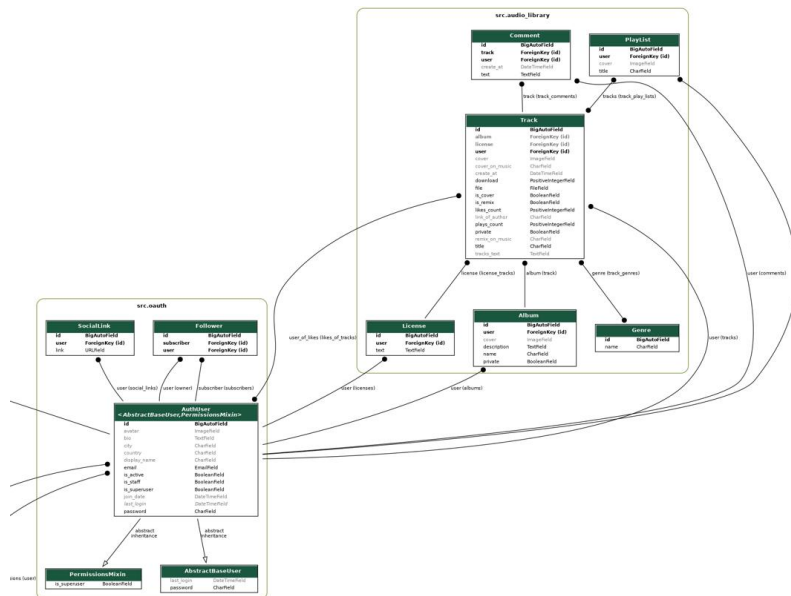 src.audio_library
Comment
id BigAutoField
track ForeignKey (id)
user ForeignKey (id)
create_at DateTimeField
text TextField
PlayList
id BigAutoField
user ForeignKey (id)
cover ImageField
title CharField
track (track_comments)
tracks (track_play_lists)
Track
id BigAutoField
album ForeignKey (id)
license ForeignKey (id)
user ForeignKey (id)
cover ImageField
cover_on_music CharField
create_at DateTimeField
download PositiveIntegerField
file FileField
is_cover BooleanField
is_remix BooleanField
likes_count PositiveIntegerField
link_of_author CharField
plays_count PositiveIntegerField
private BooleanField
remix_on_music CharField
title CharField
tracks_text TextField
license (license_tracks)
album (track)
genre (track_genres)
user (comments)
License
id BigAutoField
user ForeignKey (id)
text TextField
Album
id BigAutoField
user ForeignKey (id)
cover ImageField
description TextField
name CharField
private BooleanField
Genre
id BigAutoField
name CharField
user_of_likes (likes_of_tracks)
user (tracks)
user (licenses)
user (albums)
src.oauth
SocialLink
id BigAutoField
user ForeignKey (id)
link URLField
Follower
id BigAutoField
subscriber ForeignKey (id)
user ForeignKey (id)
user (social_links)
user (owner)
subscriber (subscribers)
AuthUser
<AbstractBaseUser,PermissionsMixin>
id BigAutoField
avatar ImageField
bio TextField
city CharField
country CharField
display_name CharField
email EmailField
is_active BooleanField
is_staff BooleanField
is_superuser BooleanField
join_date DateTimeField
last_login DateTimeField
password CharField
abstract
inheritance
abstract
inheritance
PermissionsMixin
is_superuser BooleanField
AbstractBaseUser
last_login DateTimeField
password CharField
(user)